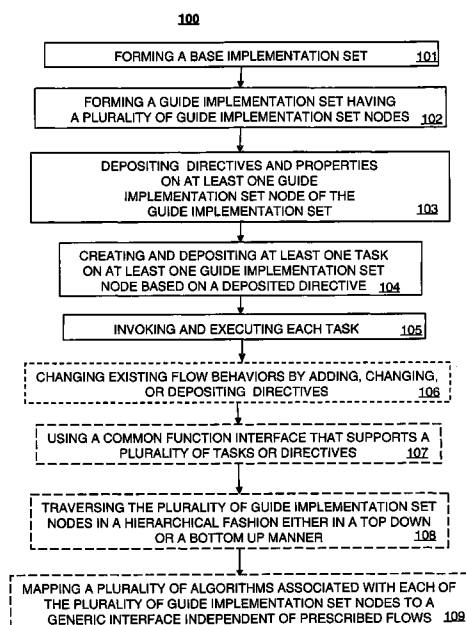 100
FORMING A BASE IMPLEMENTATION SET 101
FORMING A GUIDE IMPLEMENTATION SET HAVING
A PLURALITY OF GUIDE IMPLEMENTATION SET NODES 102
DEPOSITING DIRECTIVES AND PROPERTIES
ON AT LEAST ONE GUIDE
IMPLEMENTATION SET NODE OF THE
GUIDE IMPLEMENTATION SET 103
CREATING AND DEPOSITING AT LEAST ONE TASK
ON AT LEAST ONE GUIDE IMPLEMENTATION SET
NODE BASED ON A DEPOSITED DIRECTIVE 104
INVOKING AND EXECUTING EACH TASK 105
CHANGING EXISTING FLOW BEHAVIORS BY ADDING, CHANGING,
OR DEPOSITING DIRECTIVES 106
USING A COMMON FUNCTION INTERFACE THAT SUPPORTS A
PLURALITY OF TASKS OR DIRECTIVES 107
TRAVERSING THE PLURALITY OF GUIDE IMPLEMENTATION SET
NODES IN A HIERARCHICAL FASHION EITHER IN A TOP DOWN
OR A BOTTOM UP MANNER 108
MAPPING A PLURALITY OF ALGORITHMS ASSOCIATED WITH EACH OF
THE PLURALITY OF GUIDE IMPLEMENTATION SET NODES TO A
GENERIC INTERFACE INDEPENDENT OF PRESCRIBED FLOWS 109